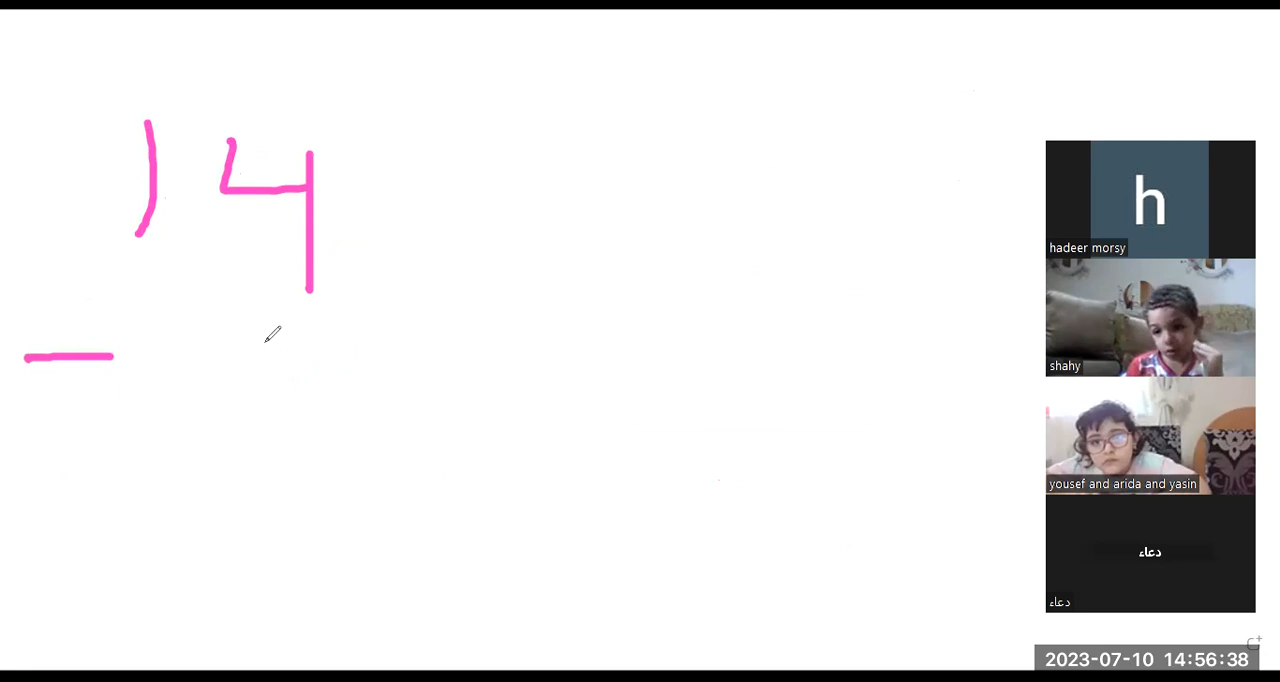 14
—
h
hadeer morsy
shahy
yousef and arida and yasin
دعاء
دعاء
2023-07-10 14:56:38